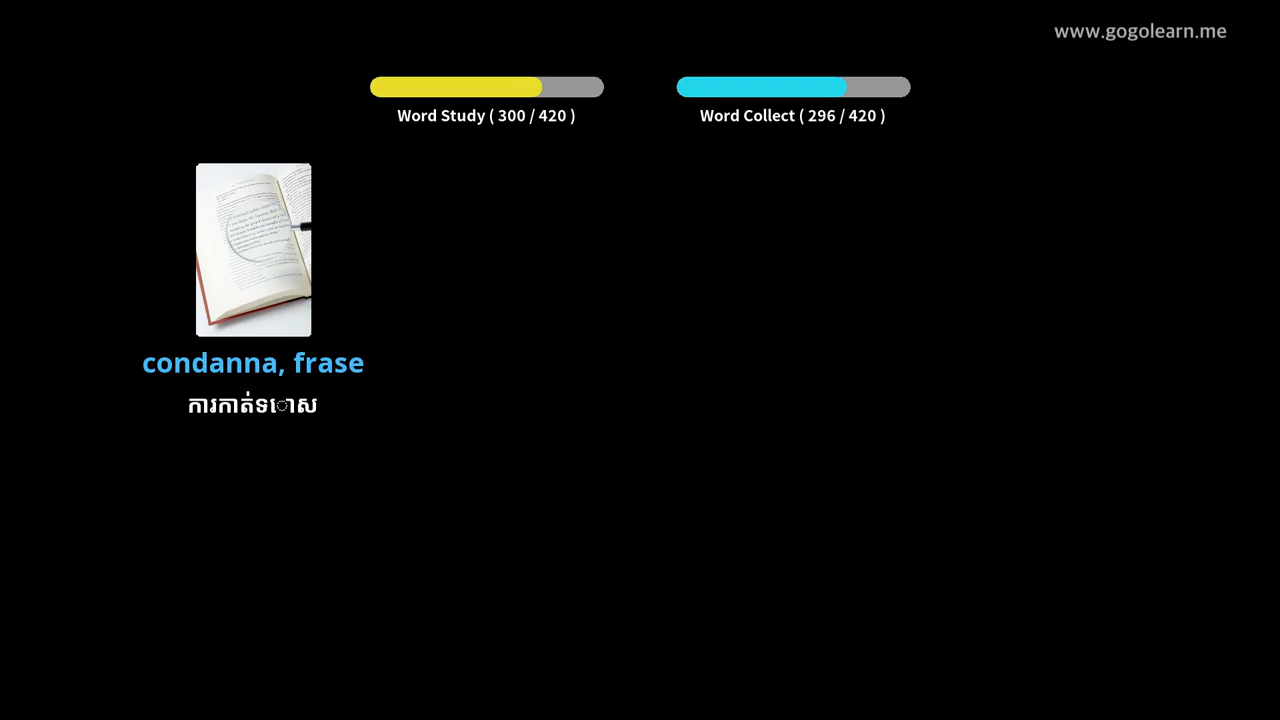 www.gogolearn.me
Word Study ( 300 / 420 )
Word Collect ( 296 / 420 )
condanna, frase
ការកាត់ទោស